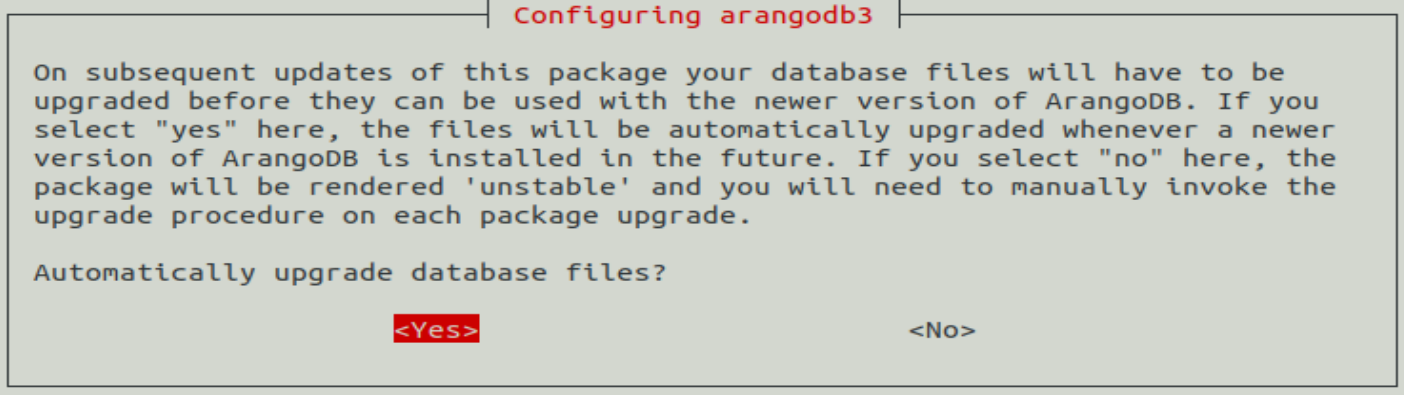 Configuring arangodb3
On subsequent updates of this package your database files will have to be
upgraded before they can be used with the newer version of ArangoDB. If you
select "yes" here, the files will be automatically upgraded whenever a newer
version of ArangoDB is installed in the future. If you select "no" here, the
package will be rendered 'unstable' and you will need to manually invoke the
upgrade procedure on each package upgrade.
Automatically upgrade database files?
<Yes> <No>